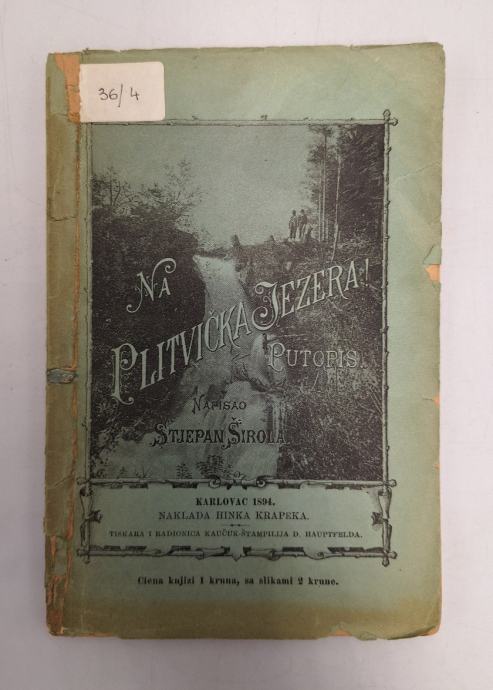 36/4
NA
PLITVIČKA JEZERA!
PUTOPIS.
NAPISAO
STJEPAN ŠIROLA.
KARLOVAC 1894.
NAKLADA HINKA KRAPEKA.
TISKARA I RADIONICA KAUČUK-ŠTAMPILIJA D. HAUPTFELDA.
Ciena knjizi 1 kruna, sa slikami 2 krune.